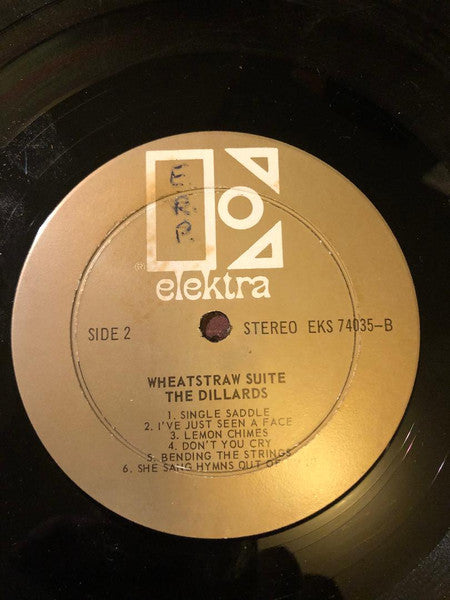 E.
R.
P.
elektra
SIDE 2
STEREO EKS 74035-B
WHEATSTRAW SUITE
THE DILLARDS
1. SINGLE SADDLE
2. I'VE JUST SEEN A FACE
3. LEMON CHIMES
4. DON'T YOU CRY
5. BENDING THE STRINGS
6. SHE SANG HYMNS OUT OF